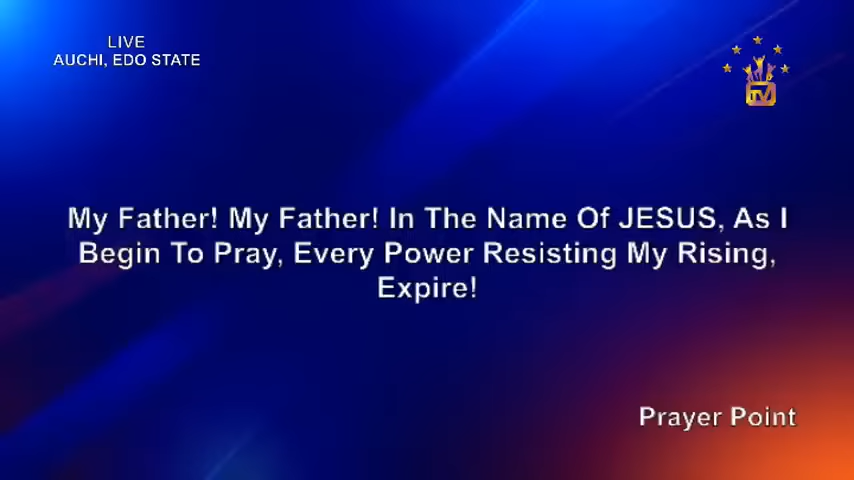 LIVE
AUCHI, EDO STATE
TV
My Father! My Father! In The Name Of JESUS, As I
Begin To Pray, Every Power Resisting My Rising,
Expire!
Prayer Point